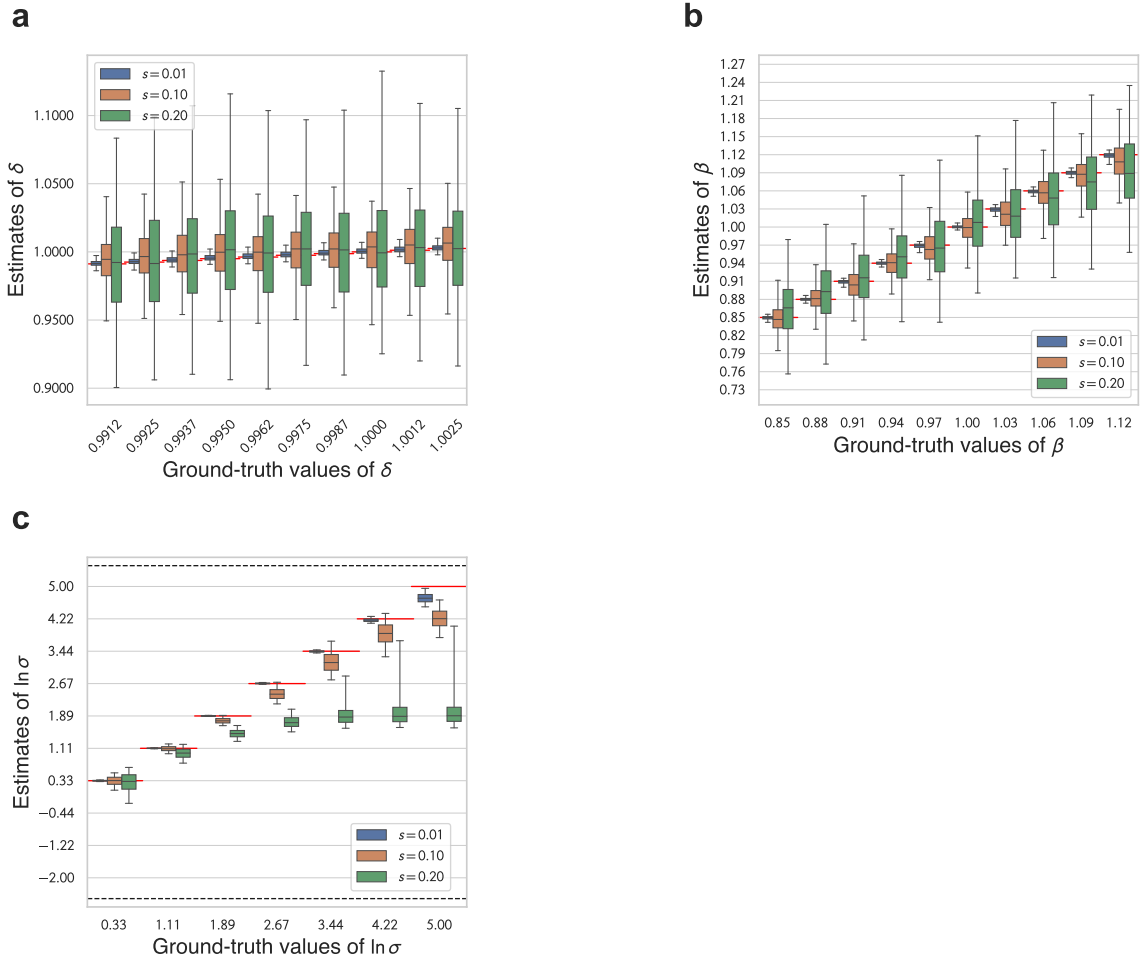 a
Estimates of δ
1.1000
1.0500
1.0000
0.9500
0.9000
s = 0.01
s = 0.10
s = 0.20
0.9912 0.9925 0.9937 0.9950 0.9962 0.9975 0.9987 1.0000 1.0012 1.0025
Ground-truth values of δ
b
Estimates of β
1.27
1.24
1.21
1.18
1.15
1.12
1.09
1.06
1.03
1.00
0.97
0.94
0.91
0.88
0.85
0.82
0.79
0.76
0.73
s = 0.01
s = 0.10
s = 0.20
0.85 0.88 0.91 0.94 0.97 1.00 1.03 1.06 1.09 1.12
Ground-truth values of β
c
Estimates of ln σ
5.00
4.22
3.44
2.67
1.89
1.11
0.33
−0.44
−1.22
−2.00
s = 0.01
s = 0.10
s = 0.20
0.33 1.11 1.89 2.67 3.44 4.22 5.00
Ground-truth values of ln σ